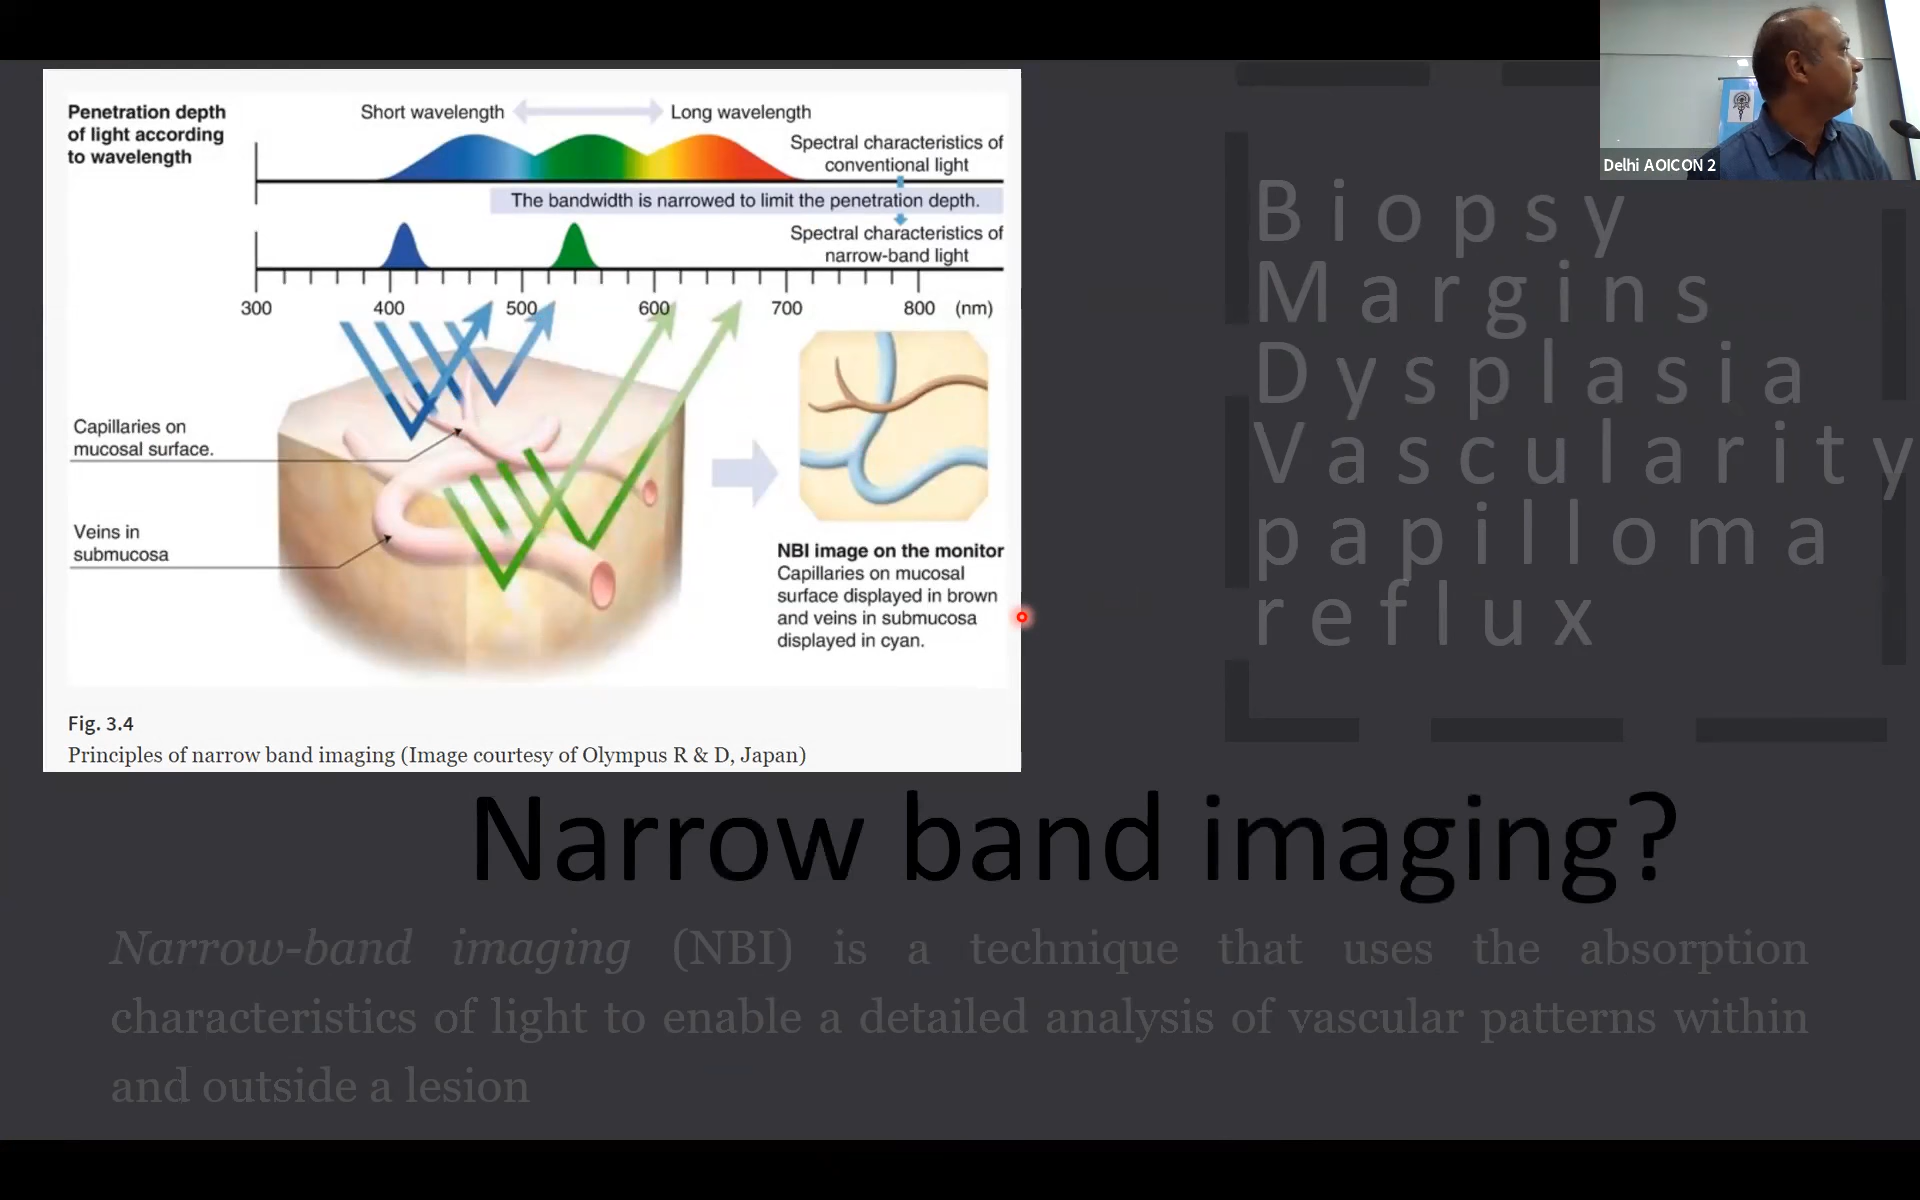 Penetration depth
of light according
to wavelength
Short wavelength
Long wavelength
Spectral characteristics of
conventional light
The bandwidth is narrowed to limit the penetration depth.
Spectral characteristics of
narrow-band light
300 400 500 600 700 800 (nm)
Capillaries on
mucosal surface.
Veins in
submucosa
NBI image on the monitor
Capillaries on mucosal
surface displayed in brown
and veins in submucosa
displayed in cyan.
Fig. 3.4
Principles of narrow band imaging (Image courtesy of Olympus R & D, Japan)
Delhi AOICON 2
Biopsy
Margins
Dysplasia
Vascularity
papilloma
reflux
Narrow band imaging?
Narrow-band imaging (NBI) is a technique that uses the absorption
characteristics of light to enable a detailed analysis of vascular patterns within
and outside a lesion